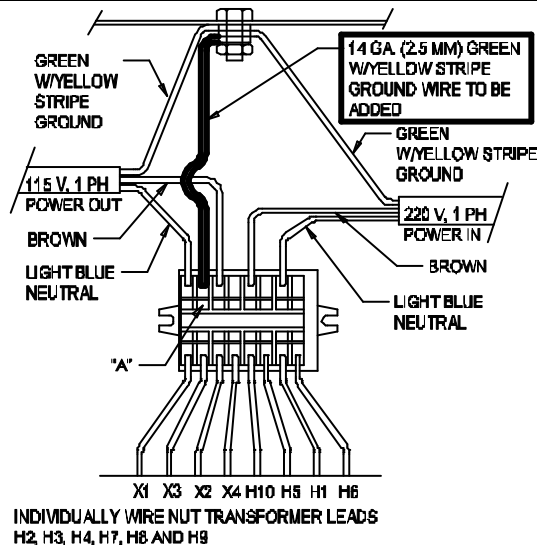 14 GA. (2.5 MM) GREEN
W/YELLOW STRIPE
GROUND WIRE TO BE
ADDED
GREEN
W/YELLOW
STRIPE
GROUND
GREEN
W/YELLOW STRIPE
GROUND
115 V, 1 PH
POWER OUT
220 V, 1 PH
POWER IN
BROWN
BROWN
LIGHT BLUE
NEUTRAL
LIGHT BLUE
NEUTRAL
"A"
X1 X3 X2 X4 H10 H5 H1 H6
INDIVIDUALLY WIRE NUT TRANSFORMER LEADS
H2, H3, H4, H7, H8 AND H9